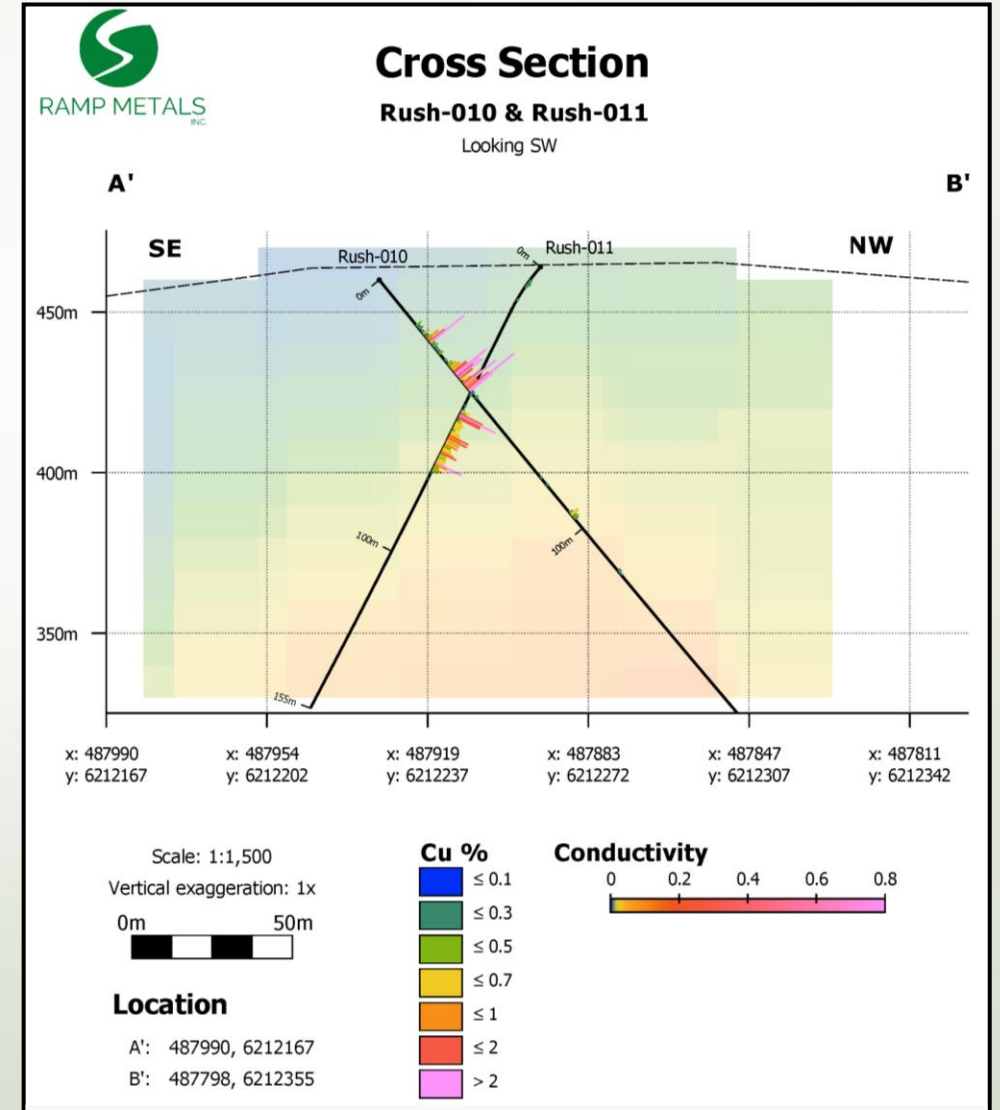 RAMP METALS
INC.
Cross Section
Rush-010 & Rush-011
Looking SW
A'
B'
SE
NW
Rush-010
Rush-011
0m
0m
450m
400m
350m
100m
100m
155m
x: 487990
y: 6212167
x: 487954
y: 6212202
x: 487919
y: 6212237
x: 487883
y: 6212272
x: 487847
y: 6212307
x: 487811
y: 6212342
Scale: 1:1,500
Vertical exaggeration: 1x
0m 50m
Location
A': 487990, 6212167
B': 487798, 6212355
Cu %
≤ 0.1
≤ 0.3
≤ 0.5
≤ 0.7
≤ 1
≤ 2
> 2
Conductivity
0 0.2 0.4 0.6 0.8